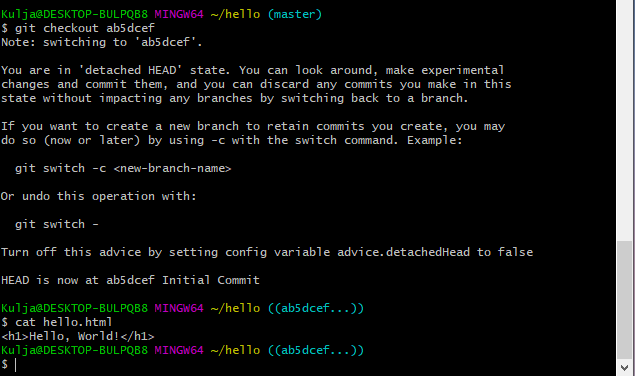 Kulja@DESKTOP-BULPQB8 MINGW64 ~/hello (master)
$ git checkout ab5dcef
Note: switching to 'ab5dcef'.
You are in 'detached HEAD' state. You can look around, make experimental
changes and commit them, and you can discard any commits you make in this
state without impacting any branches by switching back to a branch.
If you want to create a new branch to retain commits you create, you may
do so (now or later) by using -c with the switch command. Example:
git switch -c <new-branch-name>
Or undo this operation with:
git switch -
Turn off this advice by setting config variable advice.detachedHead to false
HEAD is now at ab5dcef Initial Commit
Kulja@DESKTOP-BULPQB8 MINGW64 ~/hello ((ab5dcef...))
$ cat hello.html
<h1>Hello, World!</h1>
Kulja@DESKTOP-BULPQB8 MINGW64 ~/hello ((ab5dcef...))
$